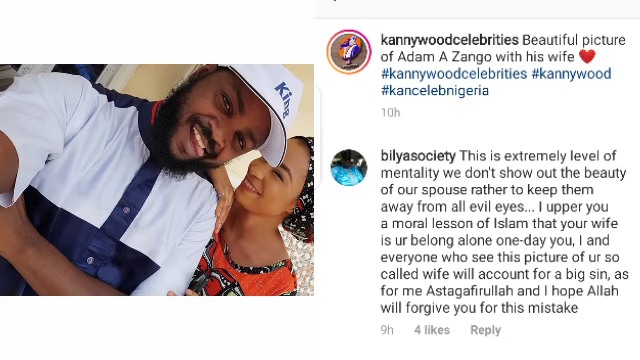 King
kannywoodcelebrities Beautiful picture
of Adam A Zango with his wife ❤️
#kannywoodcelebrities #kannywood
#kancelebnigeria
10h
bilyasociety This is extremely level of
mentality we don't show out the beauty
of our spouse rather to keep them
away from all evil eyes... I upper you
a moral lesson of Islam that your wife
is ur belong alone one-day you, I and
everyone who see this picture of ur so
called wife will account for a big sin, as
for me Astagafirullah and I hope Allah
will forgive you for this mistake
9h 4 likes Reply